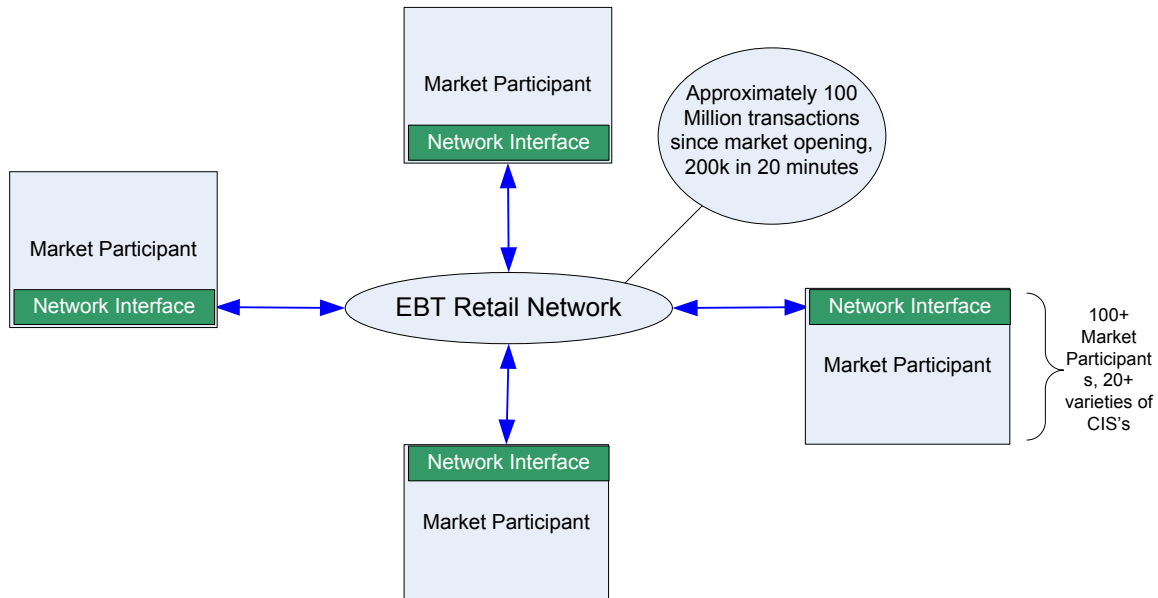 Market Participant
Network Interface
Approximately 100
Million transactions
since market opening,
200k in 20 minutes
Market Participant
Network Interface
EBT Retail Network
Network Interface
Market Participant
100+
Market
Participant
s, 20+
varieties of
CIS's
Network Interface
Market Participant